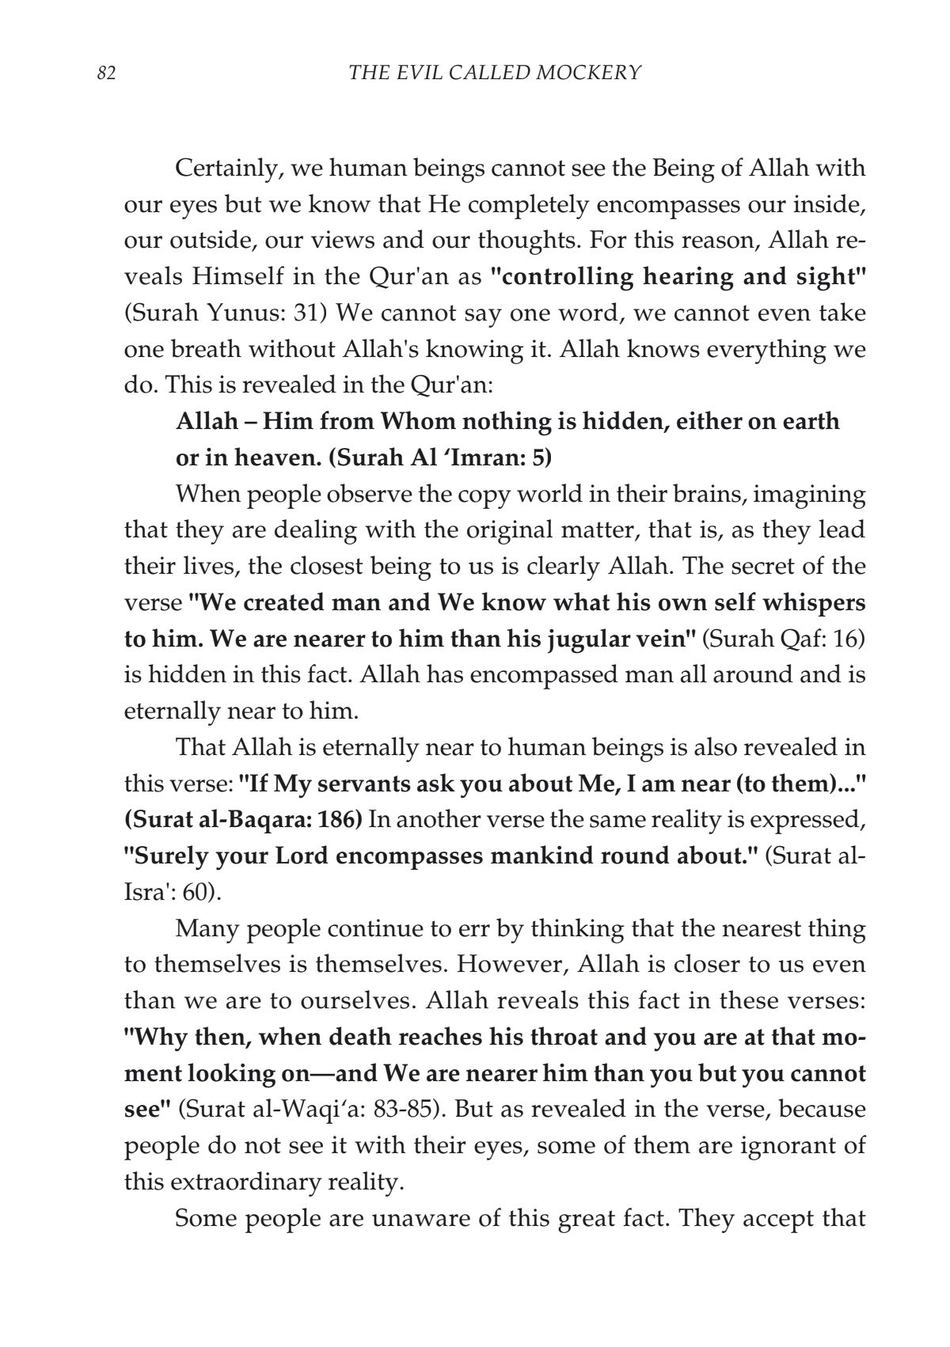 82
THE EVIL CALLED MOCKERY
Certainly, we human beings cannot see the Being of Allah with
our eyes but we know that He completely encompasses our inside,
our outside, our views and our thoughts. For this reason, Allah re-
veals Himself in the Qur'an as "controlling hearing and sight"
(Surah Yunus: 31) We cannot say one word, we cannot even take
one breath without Allah's knowing it. Allah knows everything we
do. This is revealed in the Qur'an:
Allah – Him from Whom nothing is hidden, either on earth
or in heaven. (Surah Al ‘Imran: 5)
When people observe the copy world in their brains, imagining
that they are dealing with the original matter, that is, as they lead
their lives, the closest being to us is clearly Allah. The secret of the
verse "We created man and We know what his own self whispers
to him. We are nearer to him than his jugular vein" (Surah Qaf: 16)
is hidden in this fact. Allah has encompassed man all around and is
eternally near to him.
That Allah is eternally near to human beings is also revealed in
this verse: "If My servants ask you about Me, I am near (to them)..."
(Surat al-Baqara: 186) In another verse the same reality is expressed,
"Surely your Lord encompasses mankind round about." (Surat al-
Isra': 60).
Many people continue to err by thinking that the nearest thing
to themselves is themselves. However, Allah is closer to us even
than we are to ourselves. Allah reveals this fact in these verses:
"Why then, when death reaches his throat and you are at that mo-
ment looking on—and We are nearer him than you but you cannot
see" (Surat al-Waqi‘a: 83-85). But as revealed in the verse, because
people do not see it with their eyes, some of them are ignorant of
this extraordinary reality.
Some people are unaware of this great fact. They accept that